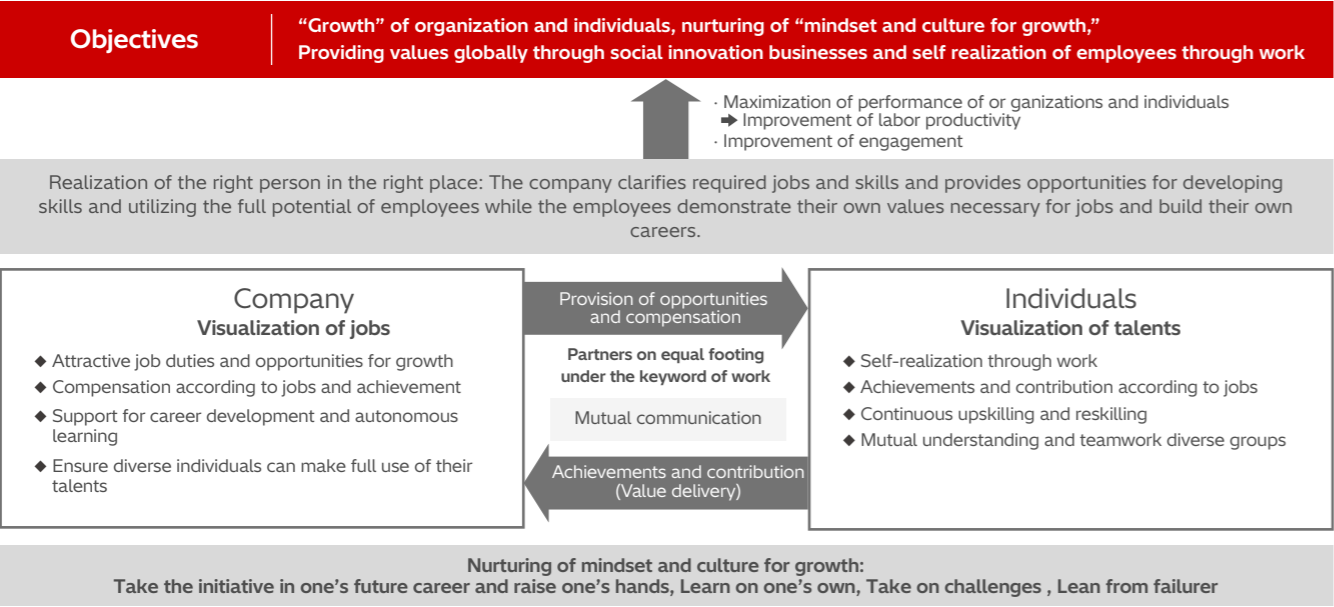 Objectives
“Growth” of organization and individuals, nurturing of “mindset and culture for growth,”
Providing values globally through social innovation businesses and self realization of employees through work
· Maximization of performance of or ganizations and individuals
➡ Improvement of labor productivity
· Improvement of engagement
Realization of the right person in the right place: The company clarifies required jobs and skills and provides opportunities for developing
skills and utilizing the full potential of employees while the employees demonstrate their own values necessary for jobs and build their own
careers.
Company
Visualization of jobs
◆ Attractive job duties and opportunities for growth
◆ Compensation according to jobs and achievement
◆ Support for career development and autonomous
learning
◆ Ensure diverse individuals can make full use of their
talents
Provision of opportunities
and compensation
Partners on equal footing
under the keyword of work
Mutual communication
Achievements and contribution
(Value delivery)
Individuals
Visualization of talents
◆ Self-realization through work
◆ Achievements and contribution according to jobs
◆ Continuous upskilling and reskilling
◆ Mutual understanding and teamwork diverse groups
Nurturing of mindset and culture for growth:
Take the initiative in one’s future career and raise one’s hands, Learn on one’s own, Take on challenges , Lean from failurer